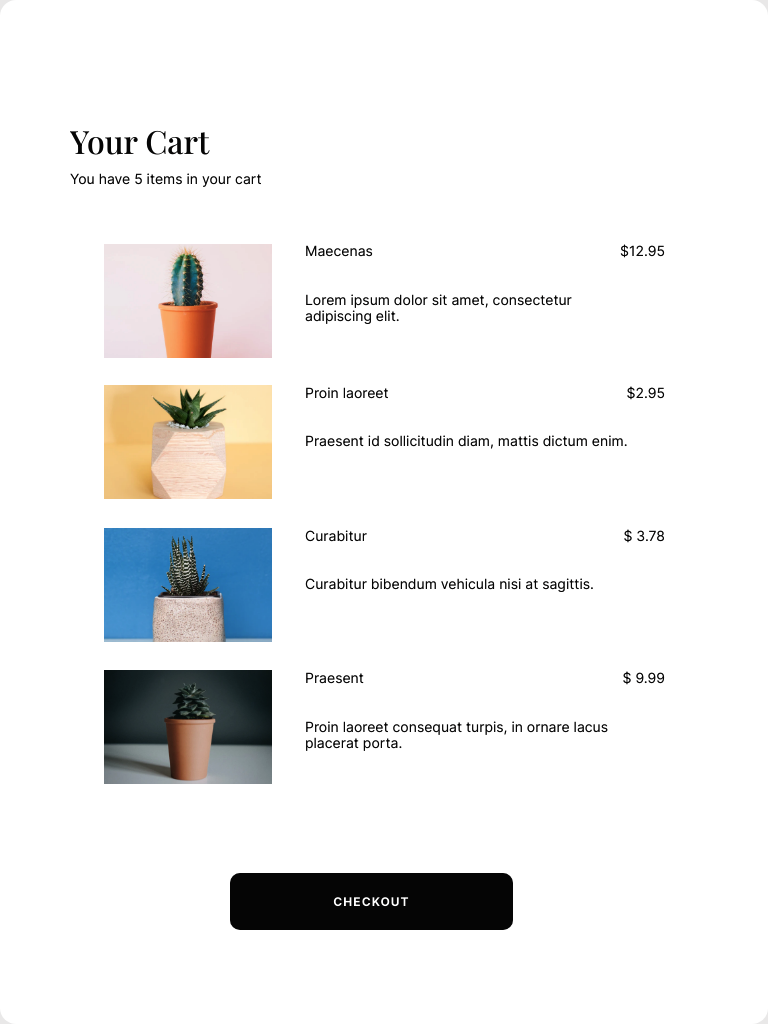 Your Cart
You have 5 items in your cart
Maecenas
$12.95
Lorem ipsum dolor sit amet, consectetur
adipiscing elit.
Proin laoreet
$2.95
Praesent id sollicitudin diam, mattis dictum enim.
Curabitur
$ 3.78
Curabitur bibendum vehicula nisi at sagittis.
Praesent
$ 9.99
Proin laoreet consequat turpis, in ornare lacus
placerat porta.
CHECKOUT